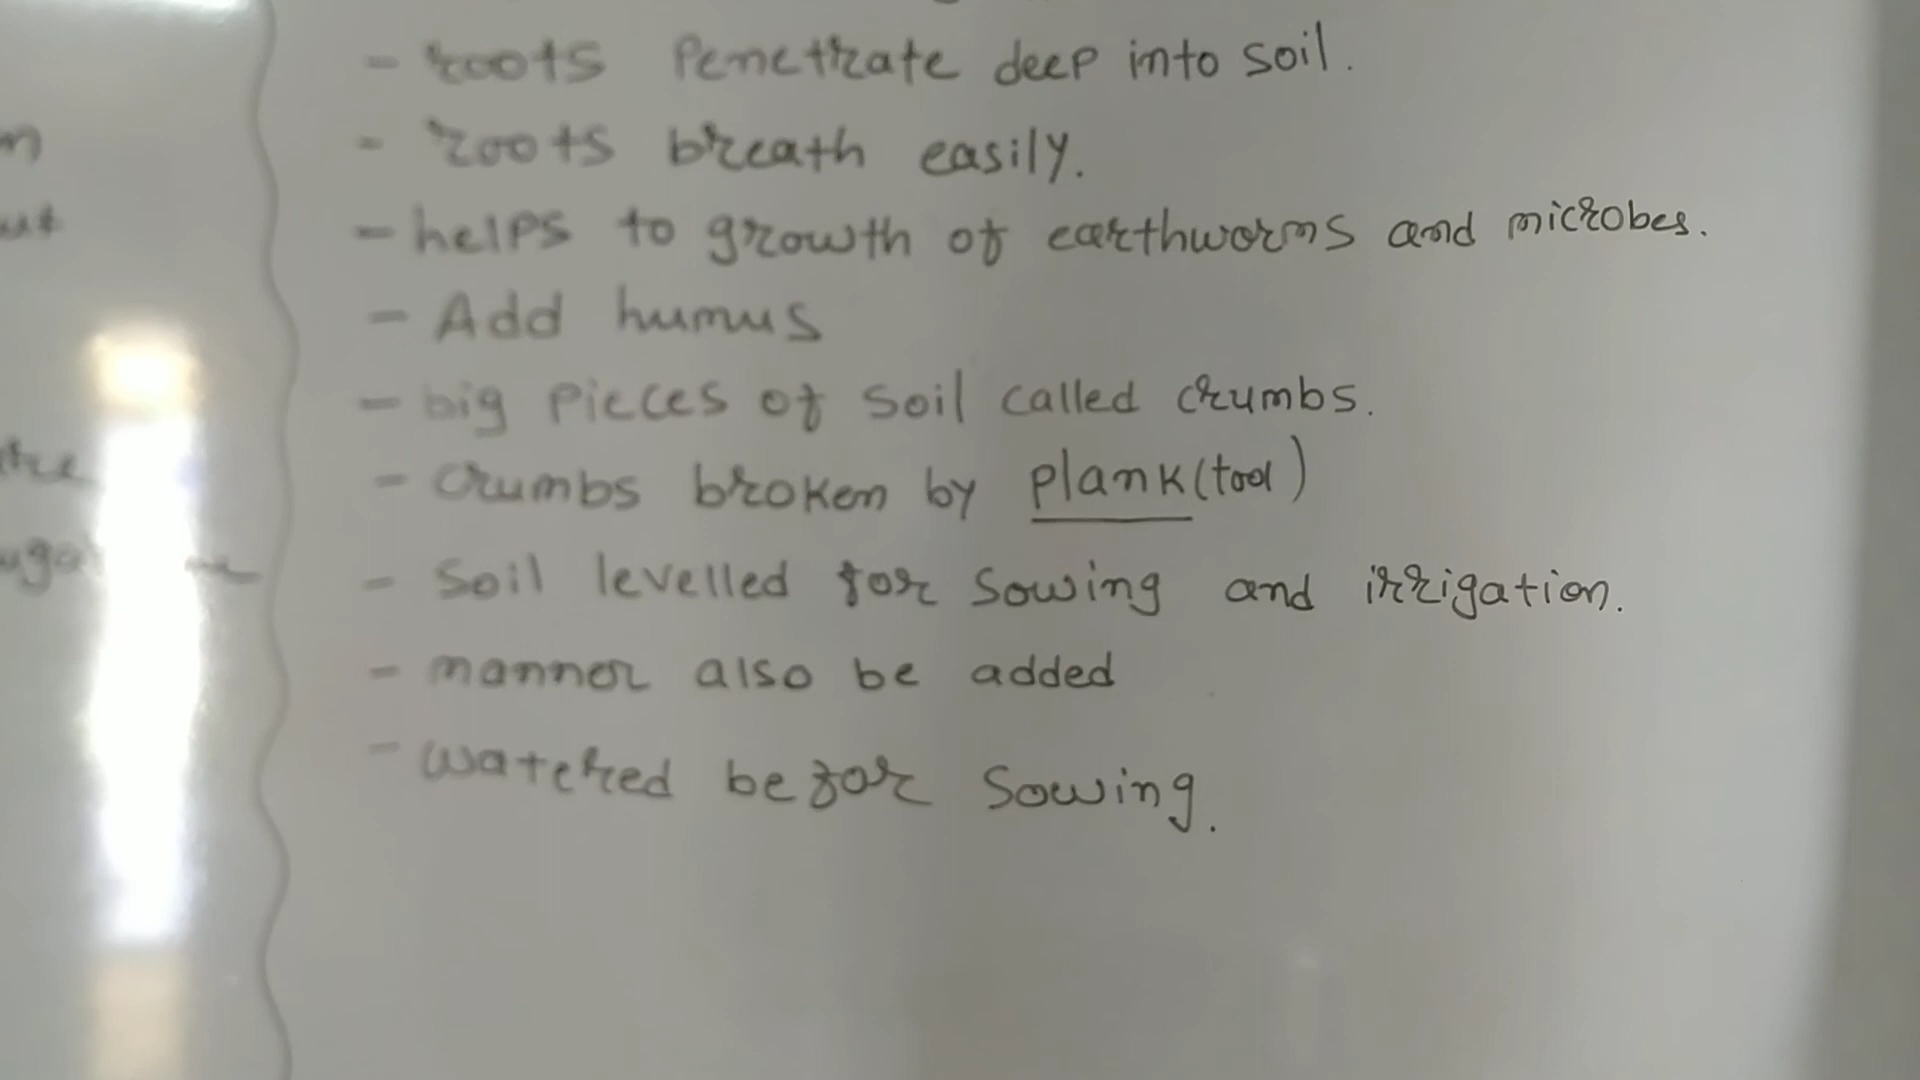 - roots Penetrate deep into soil.
- roots breath easily.
- helps to growth of earthworms and microbes.
- Add humus
- big pieces of soil called crumbs.
- crumbs broken by plank (tool)
- Soil levelled for sowing and irrigation.
- manner also be added
- watered befor sowing.